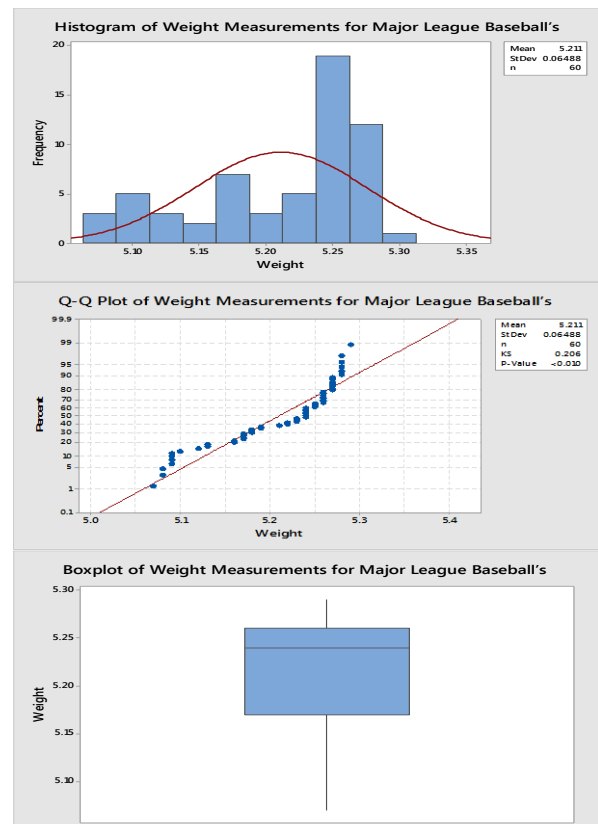 Histogram of Weight Measurements for Major League Baseball's
Mean 5.211
StDev 0.06488
n 60
20
15
10
5
0
Frequency
5.10 5.15 5.20 5.25 5.30 5.35
Weight
Q-Q Plot of Weight Measurements for Major League Baseball's
Mean 5.211
StDev 0.06488
n 60
KS 0.206
P-Value <0.010
99.9
99
95
90
80
70
60
50
40
30
20
10
5
1
0.1
Percent
5.0 5.1 5.2 5.3 5.4
Weight
Boxplot of Weight Measurements for Major League Baseball's
5.30
5.25
5.20
5.15
5.10
Weight